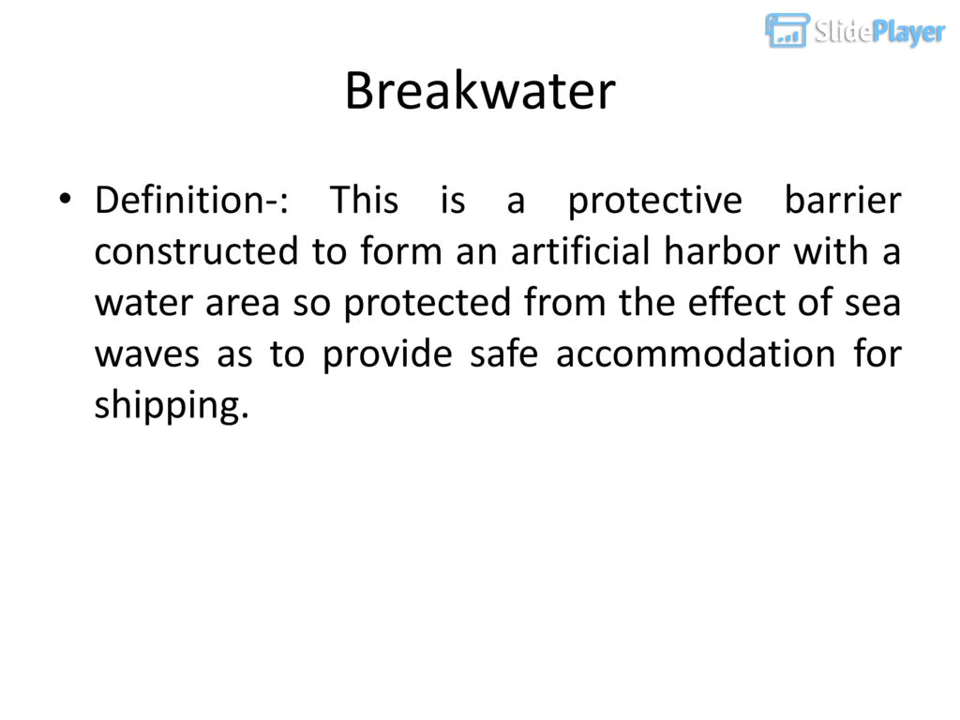 SlidePlayer
Breakwater
• Definition-: This is a protective barrier
constructed to form an artificial harbor with a
water area so protected from the effect of sea
waves as to provide safe accommodation for
shipping.